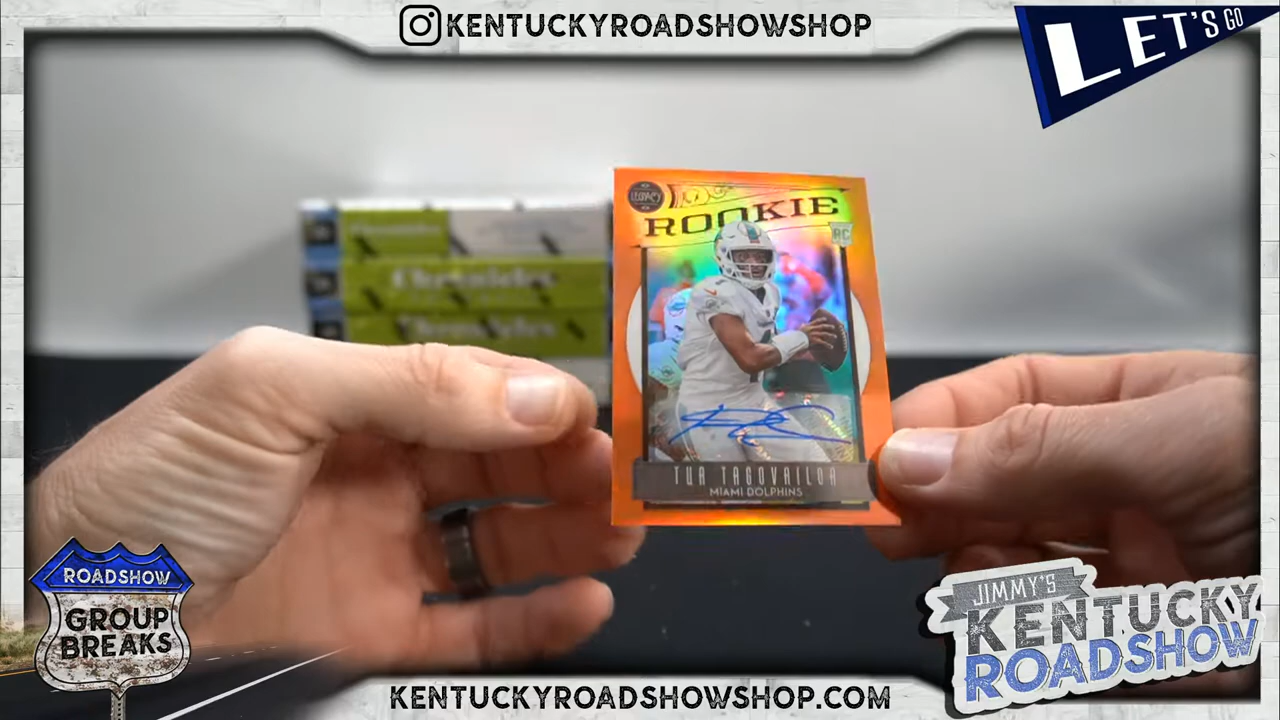 KENTUCKYROADSHOWSHOP
LET'S GO
LEGACY
ROOKIE
RC
Chronicles
Chronicles
TUA TAGOVAILOA
MIAMI DOLPHINS
ROADSHOW
GROUP
BREAKS
JIMMY'S
KENTUCKY
ROADSHOW
KENTUCKYROADSHOWSHOP.COM